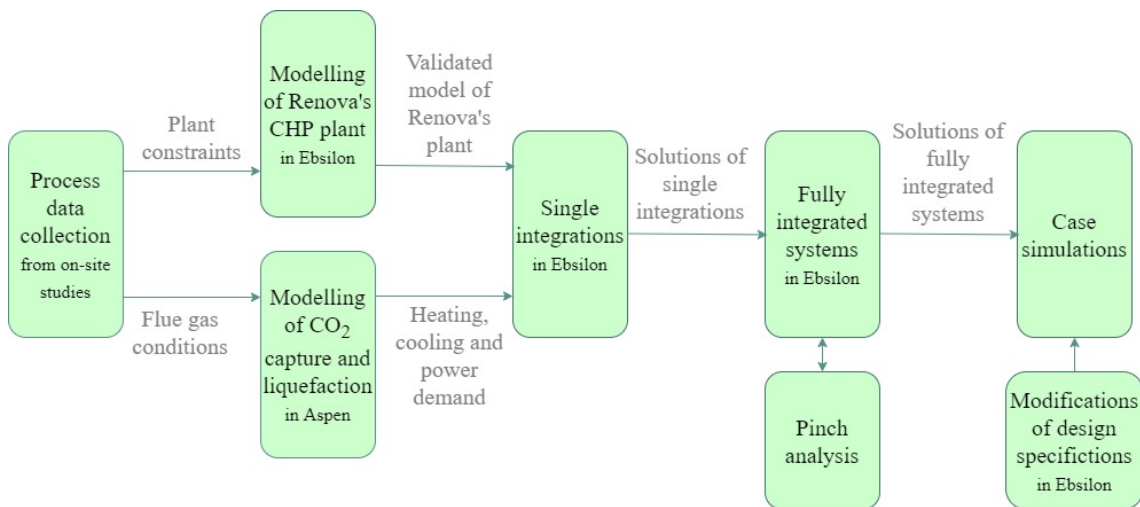 Process
data
collection
from on-site
studies
Plant
constraints
Flue gas
conditions
Modelling
of Renova's
CHP plant
in Ebsilon
Modelling
of CO₂
capture and
liquefaction
in Aspen
Validated
model of
Renova's
plant
Heating,
cooling and
power
demand
Single
integrations
in Ebsilon
Solutions of
single
integrations
Fully
integrated
systems
in Ebsilon
Pinch
analysis
Solutions of
fully
integrated
systems
Case
simulations
Modifications
of design
specifictions
in Ebsilon